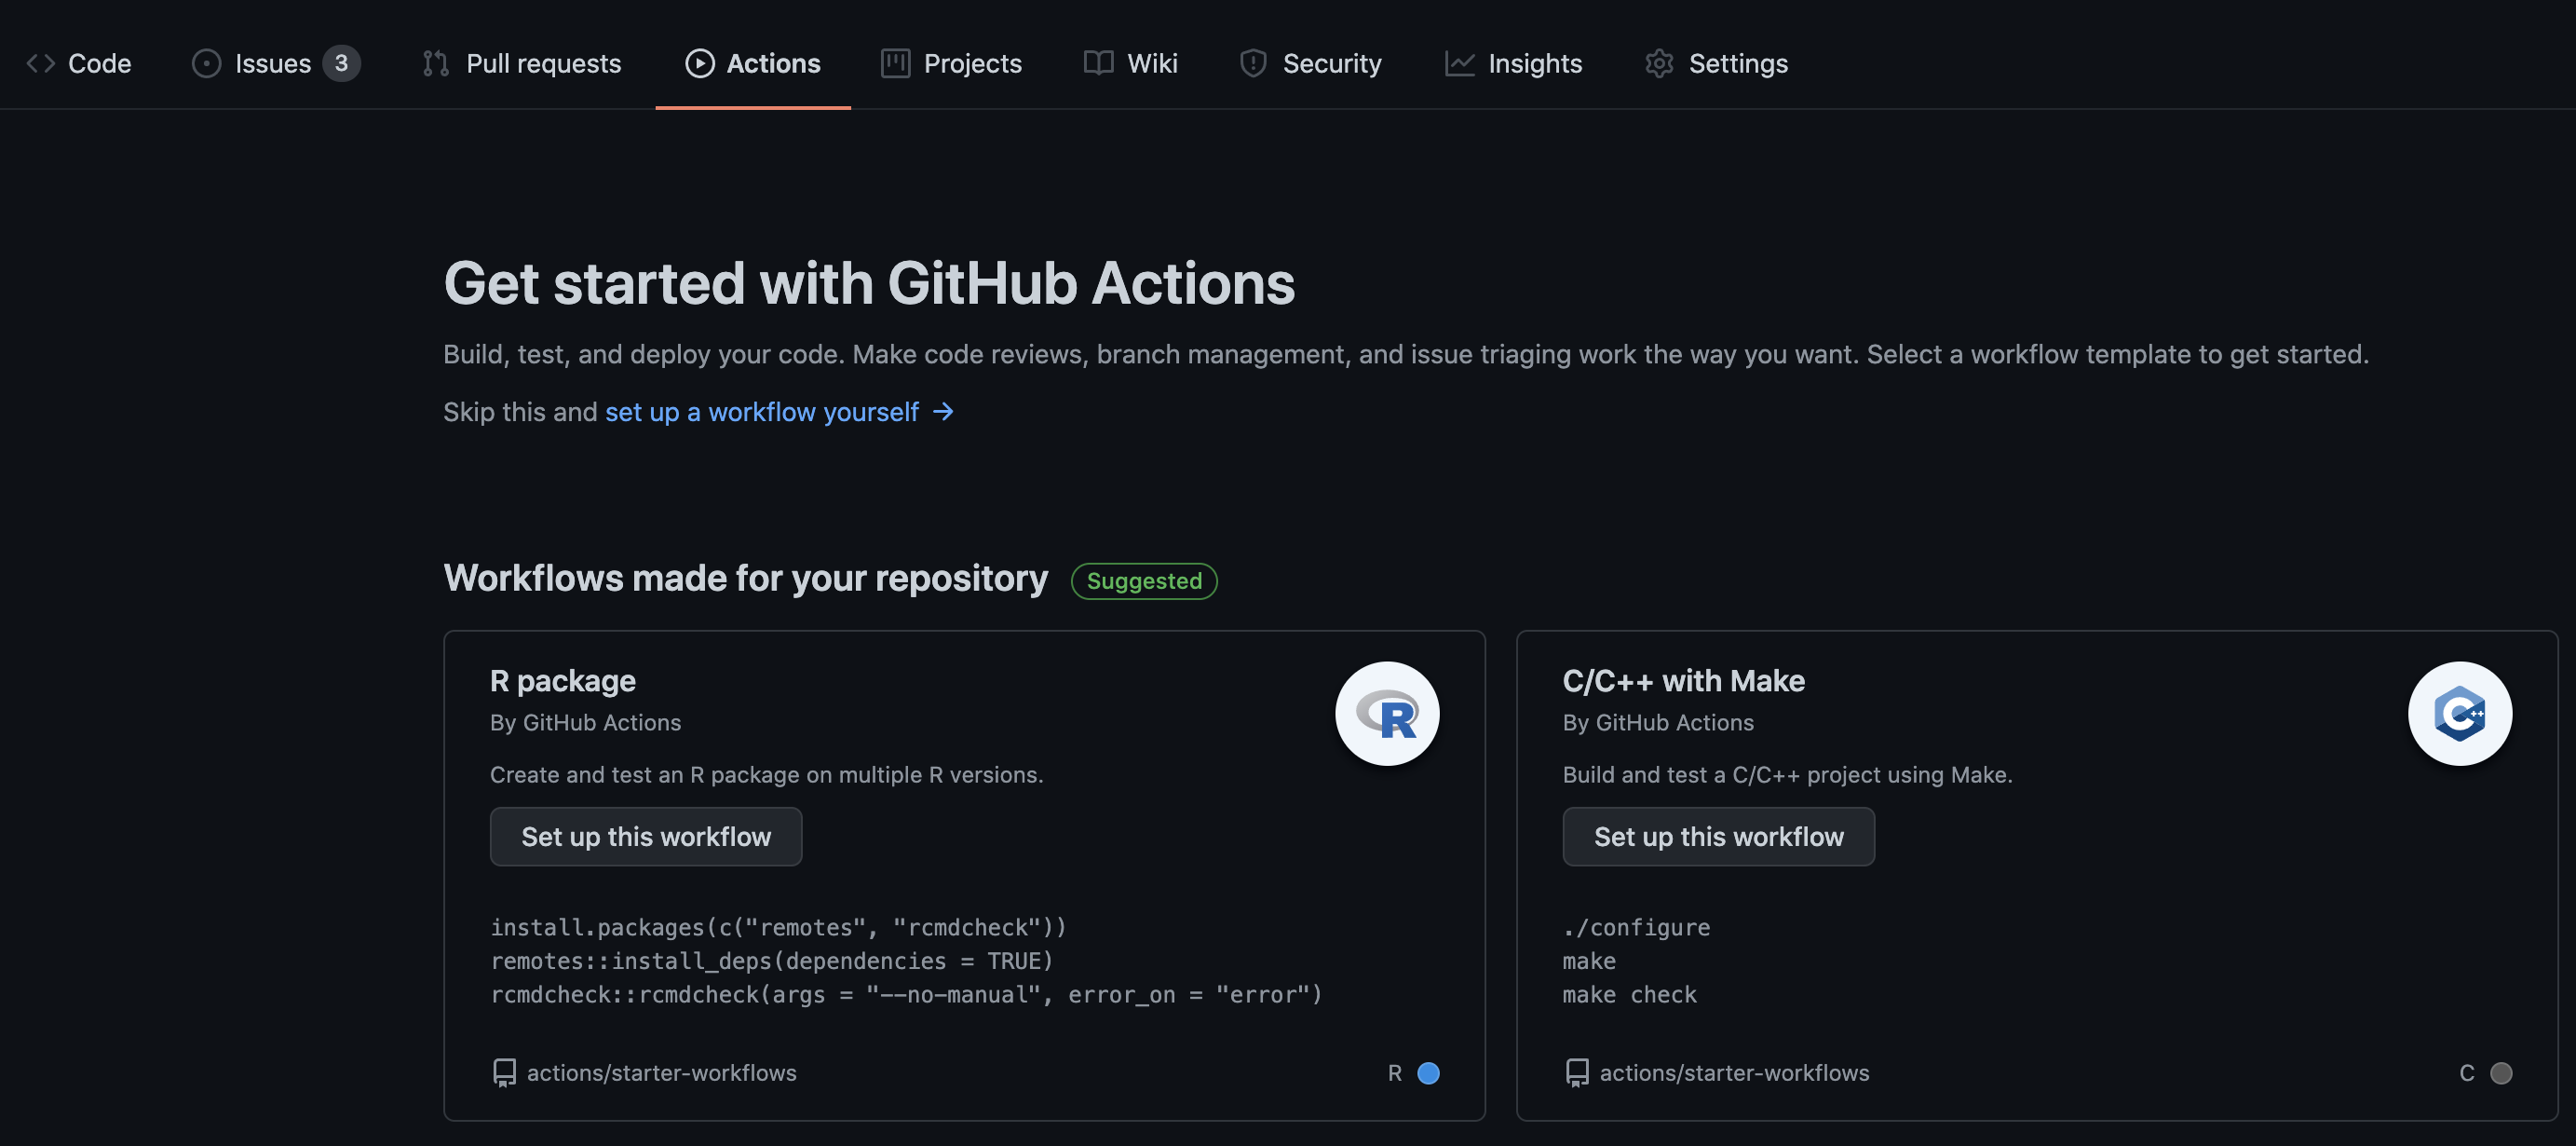 Code Issues 3 Pull requests Actions Projects Wiki Security Insights Settings
Get started with GitHub Actions
Build, test, and deploy your code. Make code reviews, branch management, and issue triaging work the way you want. Select a workflow template to get started.
Skip this and set up a workflow yourself →
Workflows made for your repository Suggested
R package
By GitHub Actions
Create and test an R package on multiple R versions.
Set up this workflow
install.packages(c("remotes", "rcmdcheck"))
remotes::install_deps(dependencies = TRUE)
rcmdcheck::rcmdcheck(args = "--no-manual", error_on = "error")
actions/starter-workflows R
R
C/C++ with Make
By GitHub Actions
Build and test a C/C++ project using Make.
Set up this workflow
./configure
make
make check
actions/starter-workflows C
C++